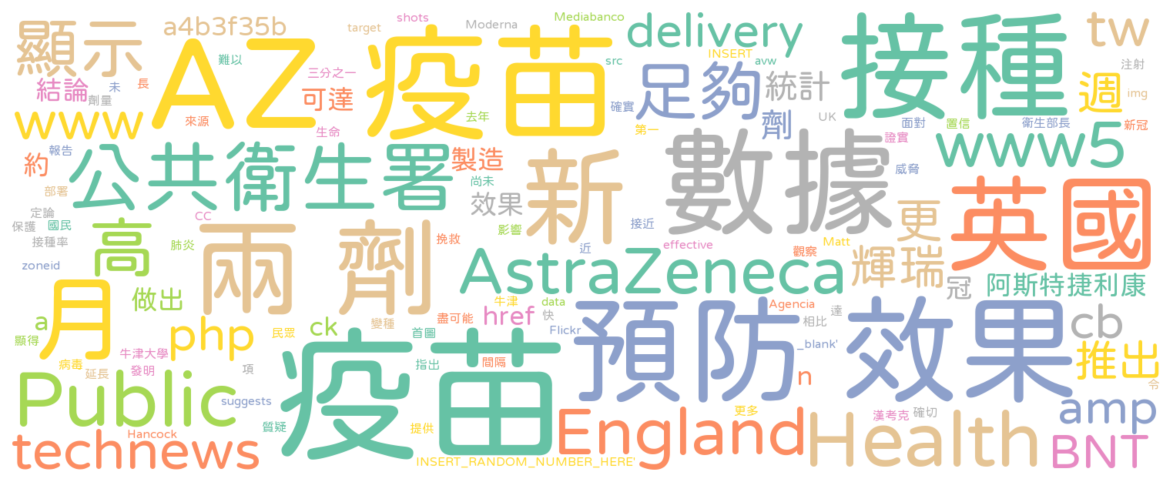 顯示 a4b3f35b target shots Moderna Mediabanco delivery 接種 tw
AZ 疫苗 難以 src INSERT avw 注射
結論 未 長 三分之一 可達 確實 足夠 統計 週 img
劑量 www 來源 生命 去年 第一 劑 UK 面對 置信 衛生部長 新冠
約 報告 公共衛生署 製造 新 數據 證實 www5
部署 尚未 威脅 英國
定論 國民 保護 接種率 CC 效果 影響 接近 更
高 肺炎 兩 劑 挽救 近 effective 觀察 Matt 輝瑞
zoneid AstraZeneca 冠 阿斯特捷利康
月 做出 牛津 data Agencia
a php 變種 盡可能 href 快 預防 相比 達 效果 cb
顯得 民眾 ck 首圖 Flickr _blank' 推出
病毒 牛津大學 疫苗 間隔
延長 發明 項 指出 n 令
Public suggests 更多 漢考克 確切 amp
Hancock 質疑 提供 England Health
technews INSERT_RANDOM_NUMBER_HERE' BNT